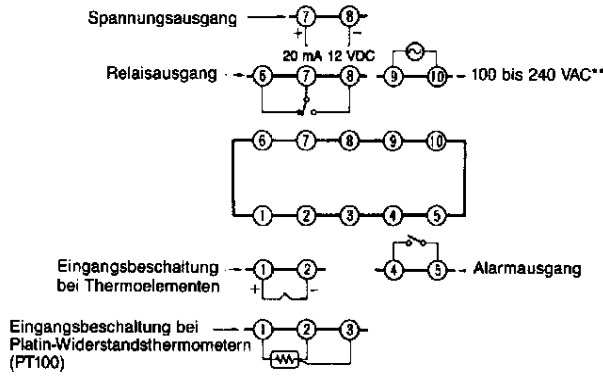 Spannungsausgang 7 8
+ −
20 mA 12 VDC
Relaisausgang 6 7 8 9 10 100 bis 240 VAC**
6 7 8 9 10
1 2 3 4 5
Eingangsbeschaltung
bei Thermoelementen
1 2 4 5 Alarmausgang
+ −
Eingangsbeschaltung bei
Platin-Widerstandsthermometern
(PT100)
1 2 3